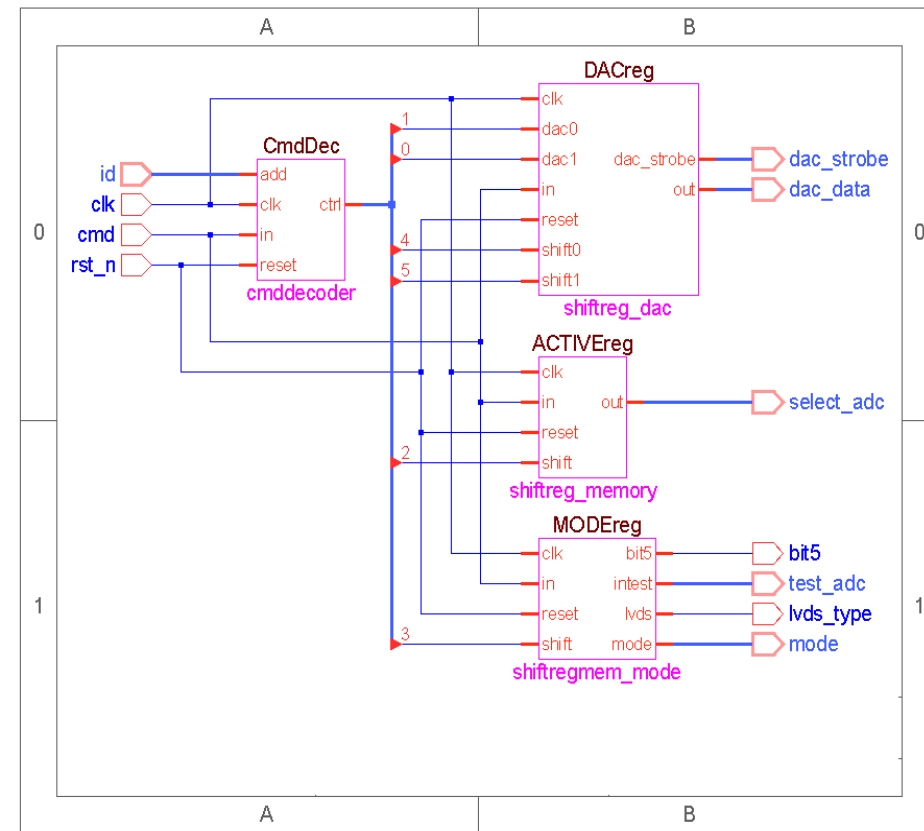 A B
DACreg
clk
1 dac0
CmdDec 0 dac1 dac_strobe dac_strobe
id add in out dac_data
clk clk ctrl reset
0 cmd in 4 shift0 0
rst_n reset 5 shift1
cmddecoder shiftreg_dac
ACTIVEreg
clk
in out select_adc
reset
2 shift
shiftreg_memory
MODEreg
clk bit5 bit5
1 in intest test_adc 1
reset lvds lvds_type
3 shift mode mode
shiftregmem_mode
A B